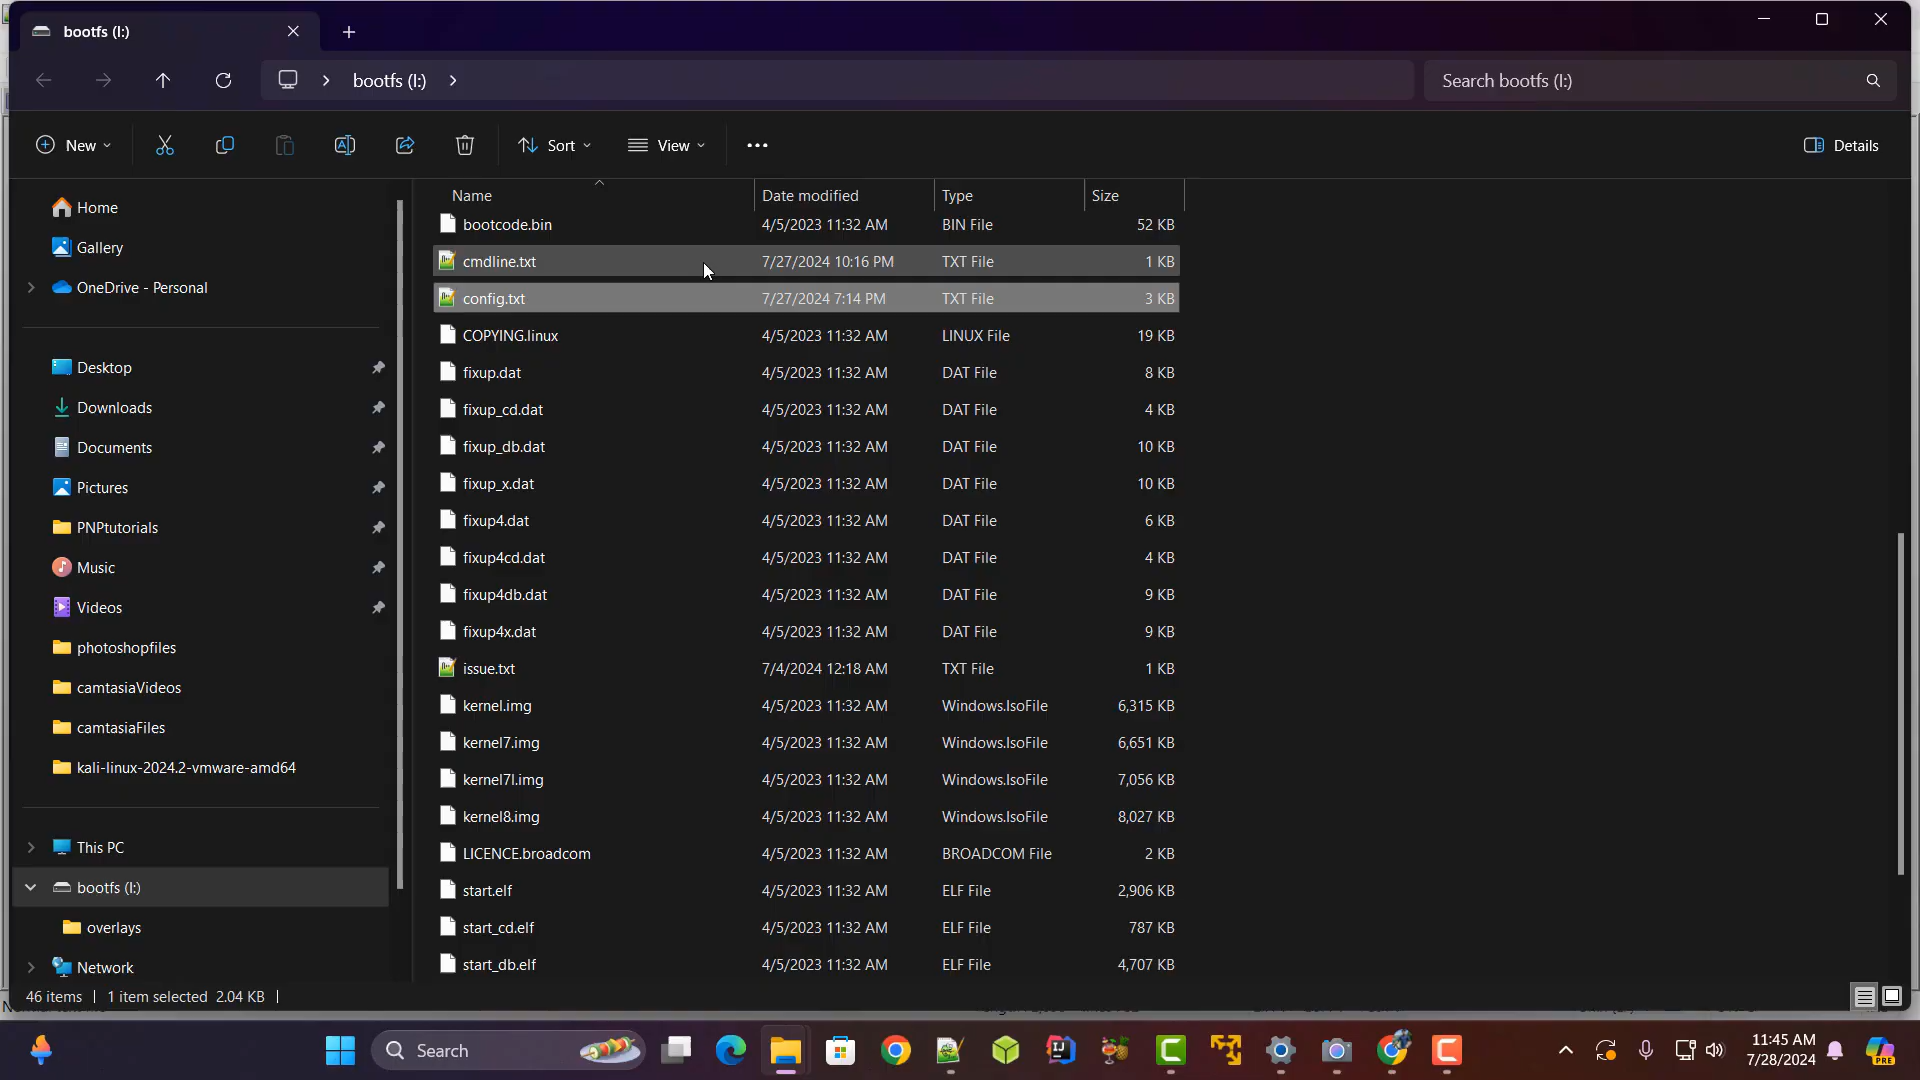 bootfs (I:)
bootfs (I:)
Search bootfs (I:)
New
Sort
View
Details
Home
Gallery
OneDrive - Personal
Desktop
Downloads
Documents
Pictures
PNPtutorials
Music
Videos
photoshopfiles
camtasiaVideos
camtasiaFiles
kali-linux-2024.2-vmware-amd64
This PC
bootfs (I:)
overlays
Network
Name Date modified Type Size
bootcode.bin 4/5/2023 11:32 AM BIN File 52 KB
cmdline.txt 7/27/2024 10:16 PM TXT File 1 KB
config.txt 7/27/2024 7:14 PM TXT File 3 KB
COPYING.linux 4/5/2023 11:32 AM LINUX File 19 KB
fixup.dat 4/5/2023 11:32 AM DAT File 8 KB
fixup_cd.dat 4/5/2023 11:32 AM DAT File 4 KB
fixup_db.dat 4/5/2023 11:32 AM DAT File 10 KB
fixup_x.dat 4/5/2023 11:32 AM DAT File 10 KB
fixup4.dat 4/5/2023 11:32 AM DAT File 6 KB
fixup4cd.dat 4/5/2023 11:32 AM DAT File 4 KB
fixup4db.dat 4/5/2023 11:32 AM DAT File 9 KB
fixup4x.dat 4/5/2023 11:32 AM DAT File 9 KB
issue.txt 7/4/2024 12:18 AM TXT File 1 KB
kernel.img 4/5/2023 11:32 AM Windows.IsoFile 6,315 KB
kernel7.img 4/5/2023 11:32 AM Windows.IsoFile 6,651 KB
kernel7l.img 4/5/2023 11:32 AM Windows.IsoFile 7,056 KB
kernel8.img 4/5/2023 11:32 AM Windows.IsoFile 8,027 KB
LICENCE.broadcom 4/5/2023 11:32 AM BROADCOM File 2 KB
start.elf 4/5/2023 11:32 AM ELF File 2,906 KB
start_cd.elf 4/5/2023 11:32 AM ELF File 787 KB
start_db.elf 4/5/2023 11:32 AM ELF File 4,707 KB
46 items 1 item selected 2.04 KB
Search
11:45 AM
7/28/2024
PRE